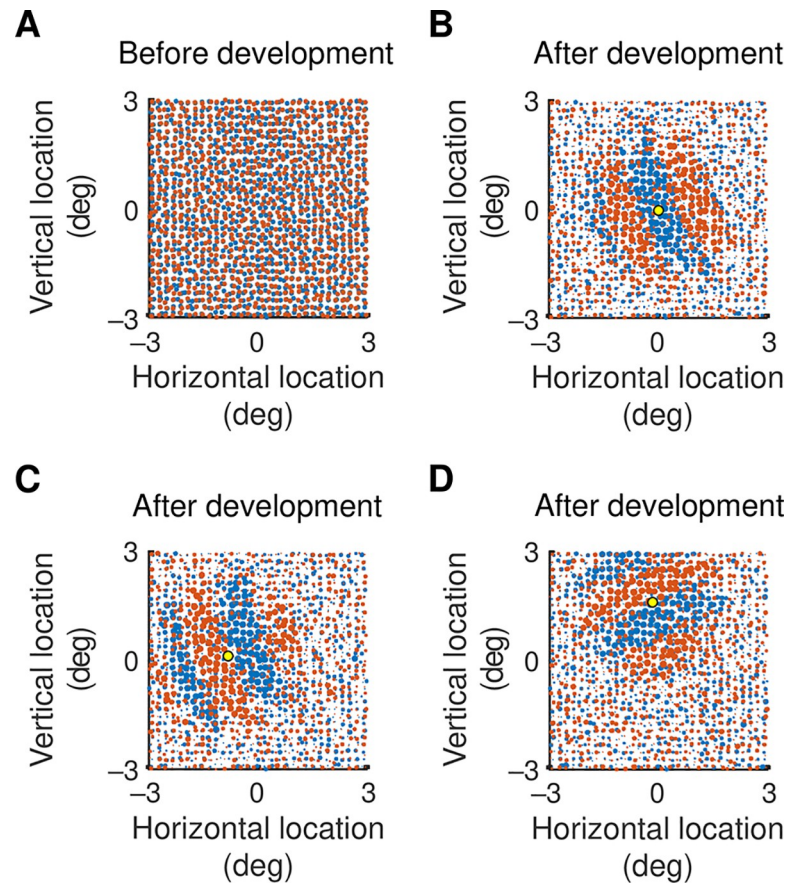 A
Before development
3
0
–3
Vertical location
(deg)
–3 0 3
Horizontal location
(deg)
B
After development
3
0
–3
Vertical location
(deg)
–3 0 3
Horizontal location
(deg)
C
After development
3
0
–3
Vertical location
(deg)
–3 0 3
Horizontal location
(deg)
D
After development
3
0
–3
Vertical location
(deg)
–3 0 3
Horizontal location
(deg)